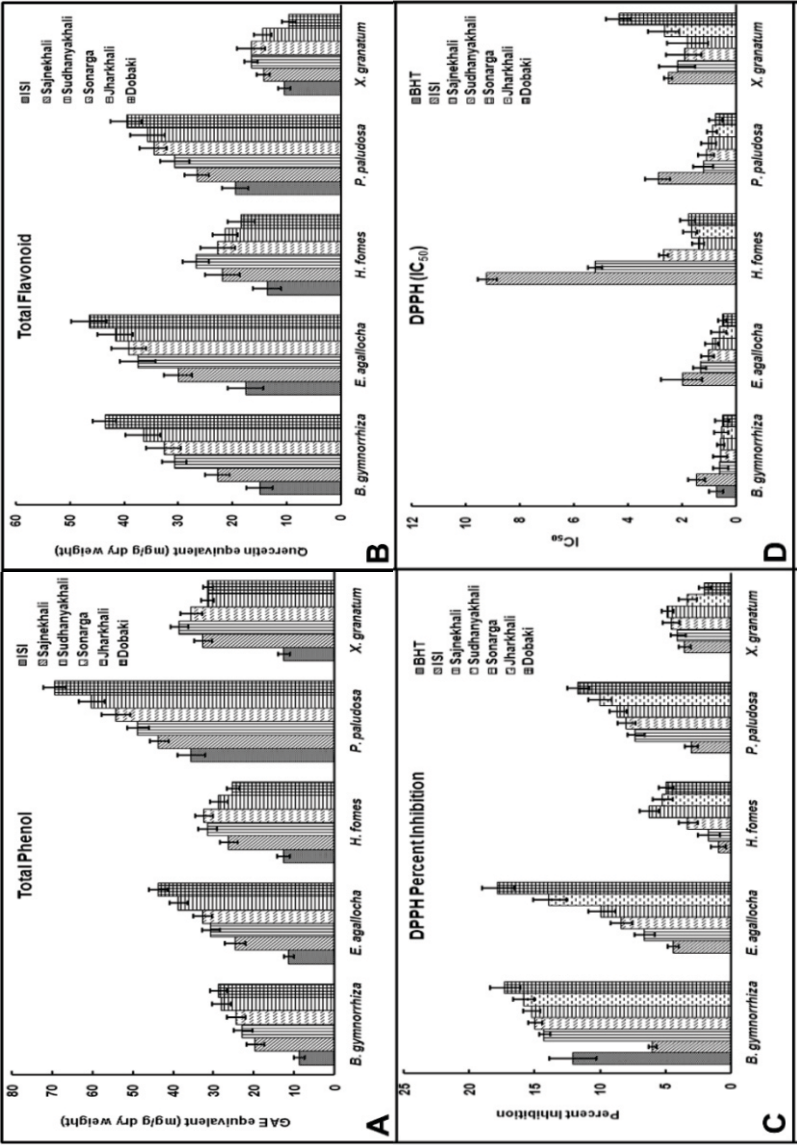 A
Total Phenol
GAE equivalent (mg/g dry weight)
80
70
60
50
40
30
20
10
0
ISI
Sajnekhali
Sudhanyakhali
Sonarga
Jharkhali
Dobaki
B. gymnorrhiza
E. agallocha
H. fomes
P. paludosa
X. granatum
B
Total Flavonoid
Quercetin equivalent (mg/g dry weight)
60
50
40
30
20
10
0
ISI
Sajnekhali
Sudhanyakhali
Sonarga
Jharkhali
Dobaki
B. gymnorrhiza
E. agallocha
H. fomes
P. paludosa
X. granatum
C
DPPH Percent Inhibition
Percent Inhibition
25
20
15
10
5
0
BHT
ISI
Sajnekhali
Sudhanyakhali
Sonarga
Jharkhali
Dobaki
B. gymnorrhiza
E. agallocha
H. fomes
P. paludosa
X. granatum
D
DPPH (IC50)
IC50
12
10
8
6
4
2
0
BHT
ISI
Sajnekhali
Sudhanyakhali
Sonarga
Jharkhali
Dobaki
B. gymnorrhiza
E. agallocha
H. fomes
P. paludosa
X. granatum